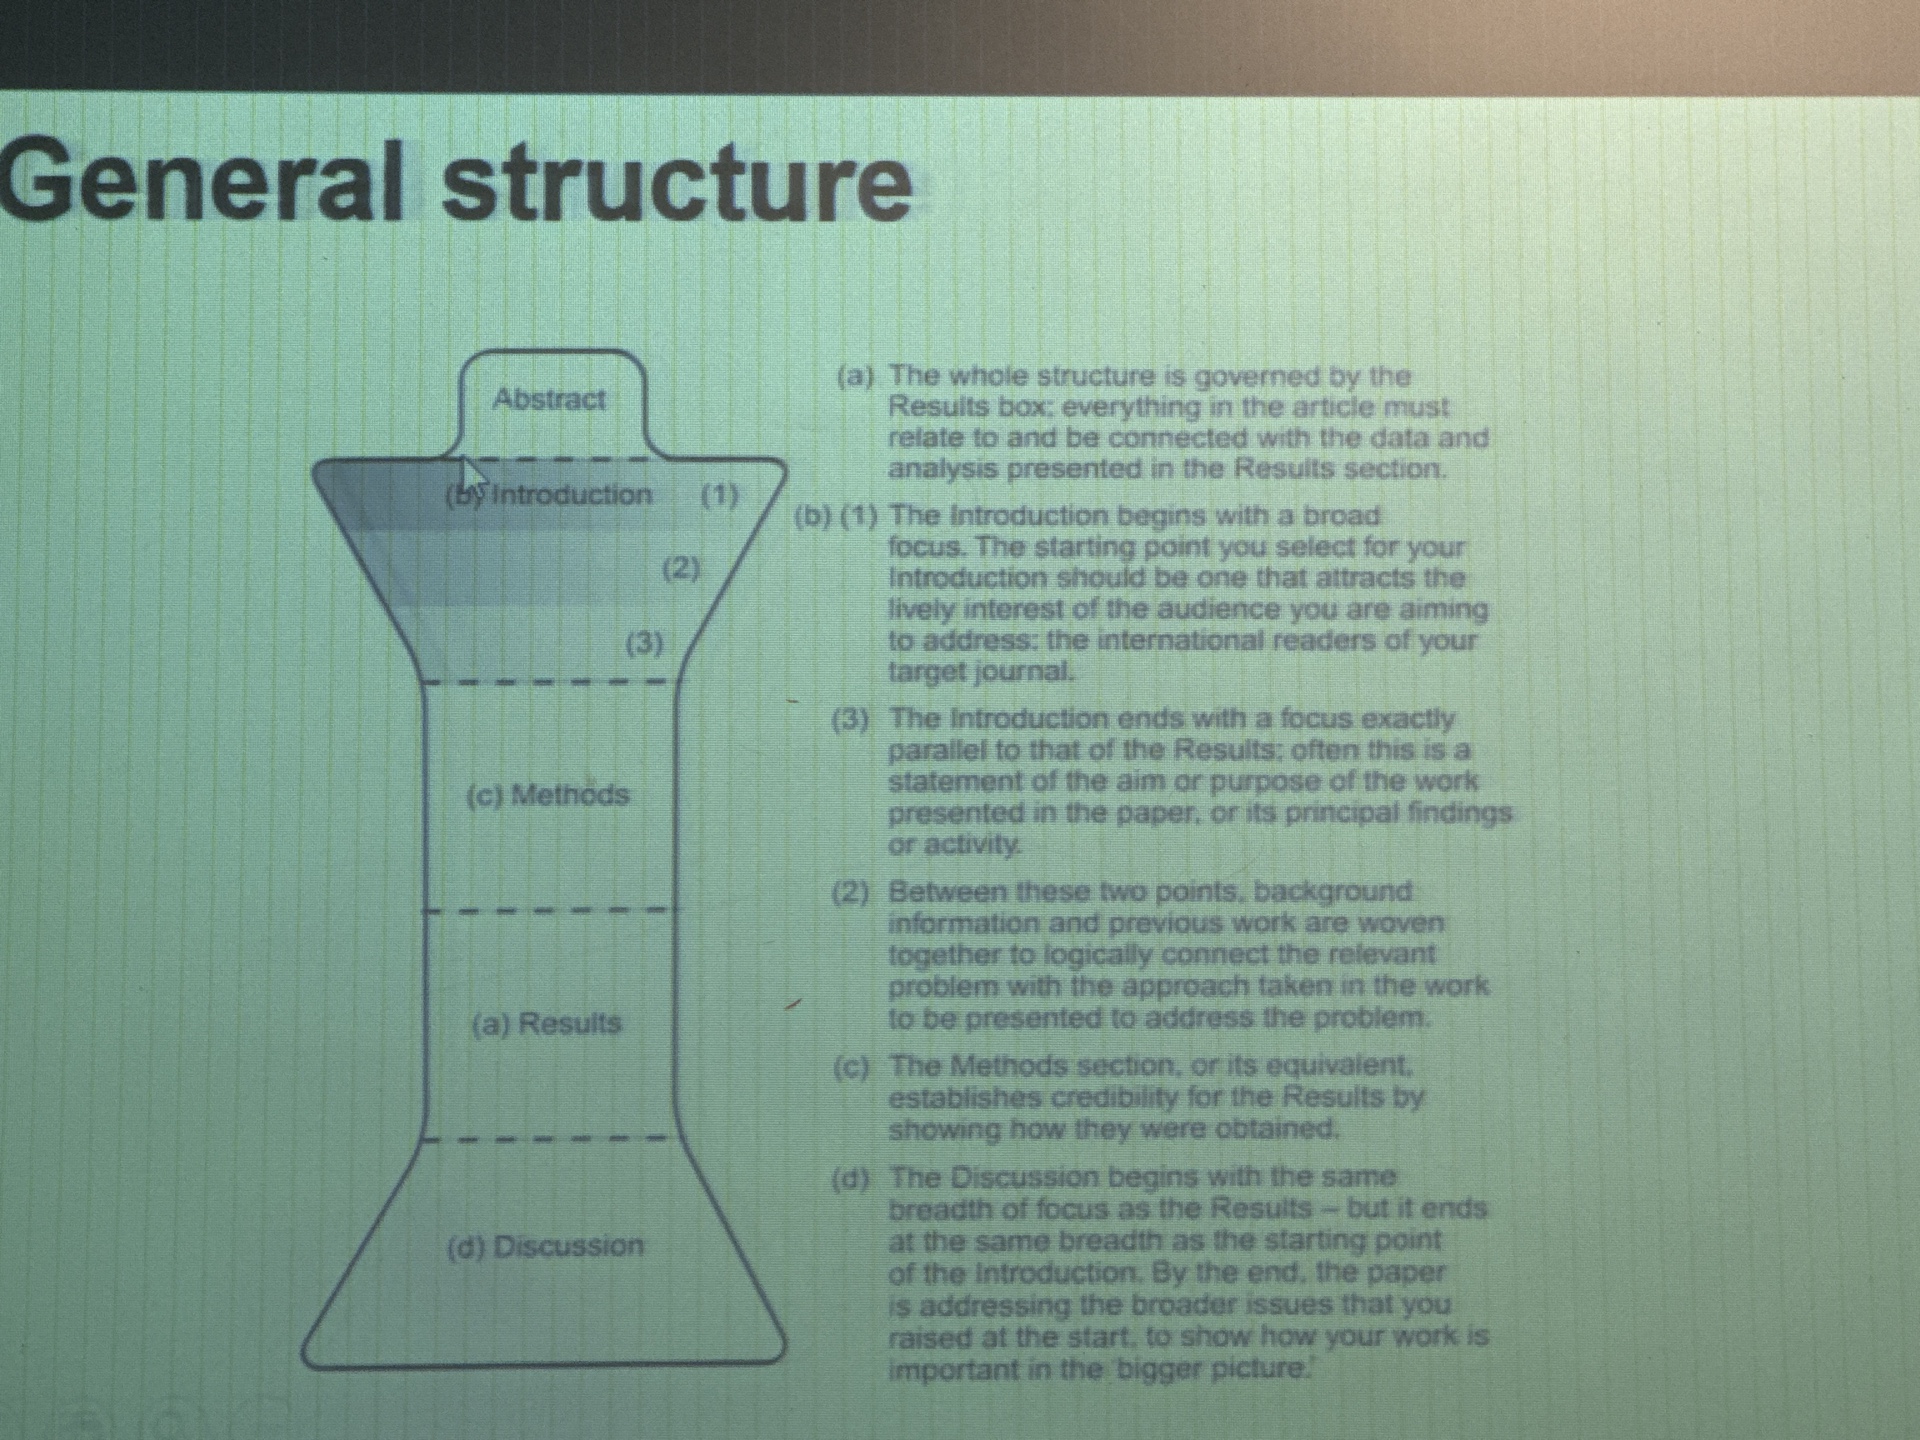 General structure
Abstract
(b) Introduction (1)
(2)
(3)
(c) Methods
(a) Results
(d) Discussion
(a) The whole structure is governed by the
Results box; everything in the article must
relate to and be connected with the data and
analysis presented in the Results section.
(b) (1) The Introduction begins with a broad
focus. The starting point you select for your
Introduction should be one that attracts the
lively interest of the audience you are aiming
to address: the international readers of your
target journal.
(3) The Introduction ends with a focus exactly
parallel to that of the Results; often this is a
statement of the aim or purpose of the work
presented in the paper, or its principal findings
or activity.
(2) Between these two points, background
information and previous work are woven
together to logically connect the relevant
problem with the approach taken in the work
to be presented to address the problem.
(c) The Methods section, or its equivalent,
establishes credibility for the Results by
showing how they were obtained.
(d) The Discussion begins with the same
breadth of focus as the Results – but it ends
at the same breadth as the starting point
of the Introduction. By the end, the paper
is addressing the broader issues that you
raised at the start, to show how your work is
important in the 'bigger picture.'